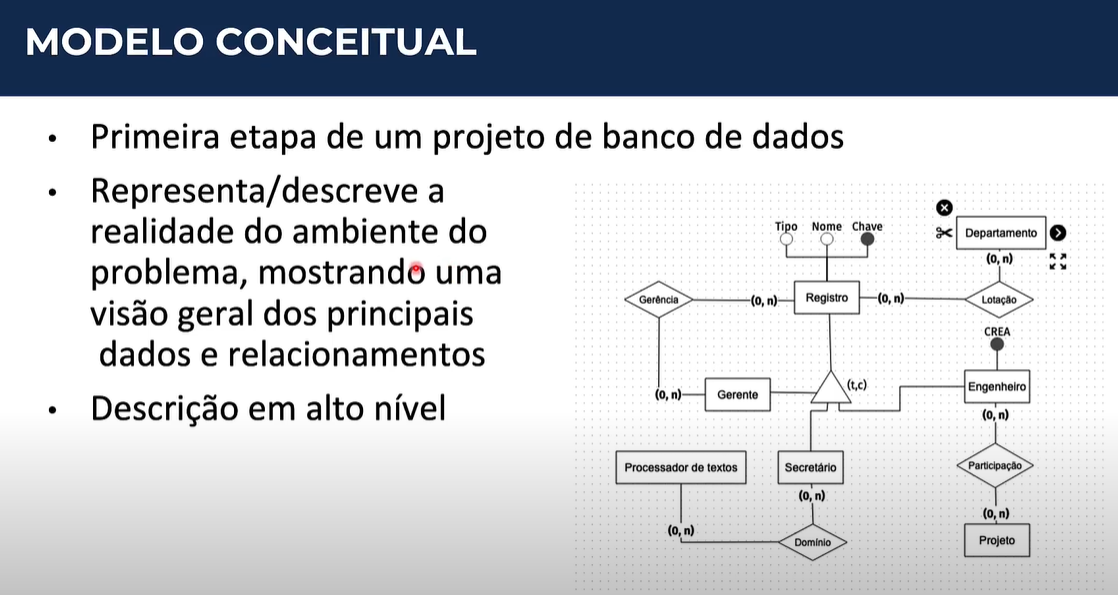 MODELO CONCEITUAL
• Primeira etapa de um projeto de banco de dados
• Representa/descreve a
realidade do ambiente do
problema, mostrando uma
visão geral dos principais
dados e relacionamentos
• Descrição em alto nível
Tipo Nome Chave
Departamento
(0, n)
Gerência (0, n) Registro (0, n) Lotação
CREA
(t,c)
Engenheiro
(0, n) Gerente
(0, n)
Processador de textos Secretário Participação
(0, n)
(0, n)
(0, n)
Domínio Projeto